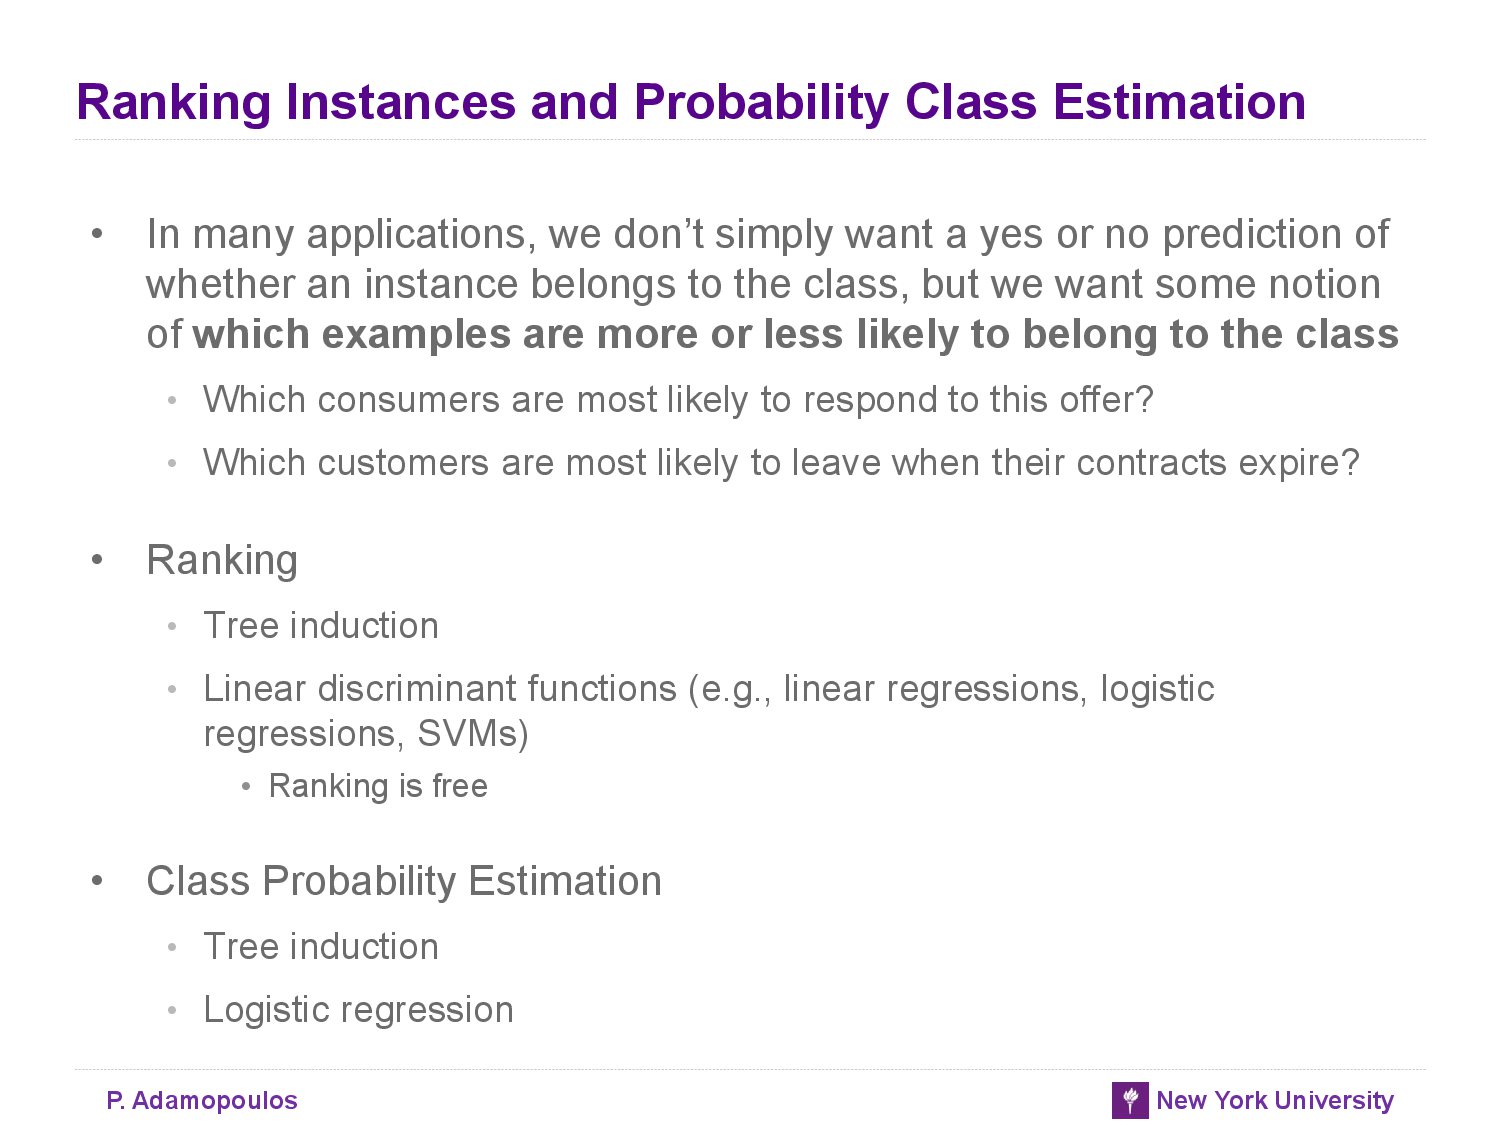 Ranking Instances and Probability Class Estimation
• In many applications, we don’t simply want a yes or no prediction of
whether an instance belongs to the class, but we want some notion
of which examples are more or less likely to belong to the class
• Which consumers are most likely to respond to this offer?
• Which customers are most likely to leave when their contracts expire?
• Ranking
• Tree induction
• Linear discriminant functions (e.g., linear regressions, logistic
regressions, SVMs)
• Ranking is free
• Class Probability Estimation
• Tree induction
• Logistic regression
P. Adamopoulos
New York University